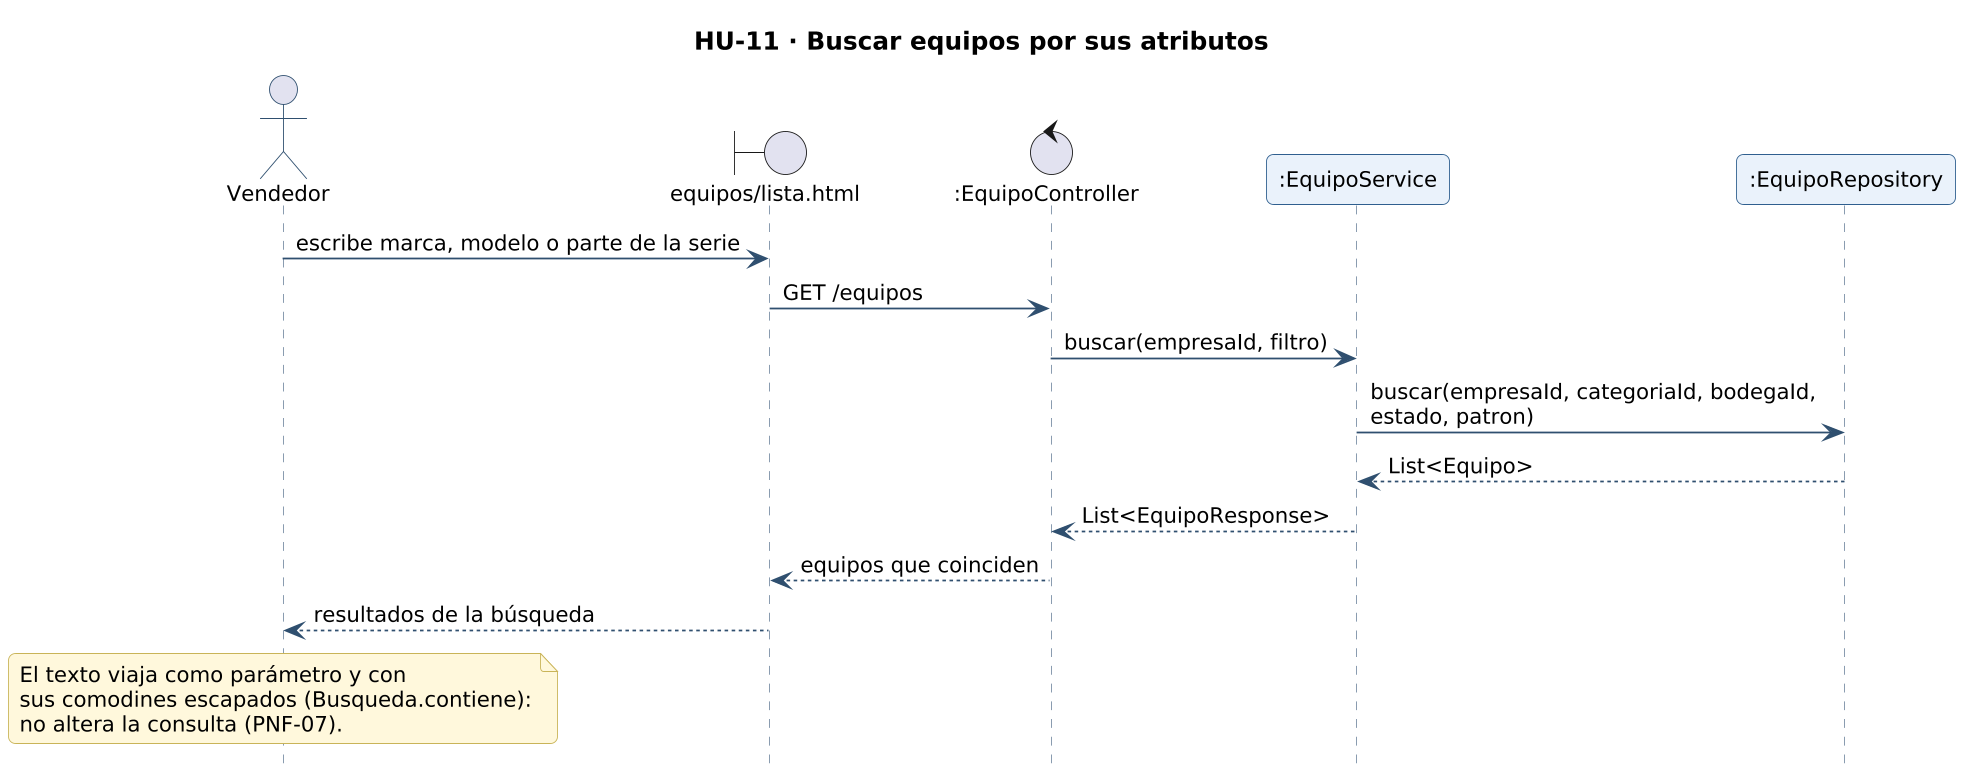 HU-11 · Buscar equipos por sus atributos
Vendedor
equipos/lista.html
:EquipoController
:EquipoService
:EquipoRepository
escribe marca, modelo o parte de la serie
GET /equipos
buscar(empresaId, filtro)
buscar(empresaId, categoriaId, bodegaId,
estado, patron)
List<Equipo>
List<EquipoResponse>
equipos que coinciden
resultados de la búsqueda
El texto viaja como parámetro y con
sus comodines escapados (Busqueda.contiene):
no altera la consulta (PNF-07).